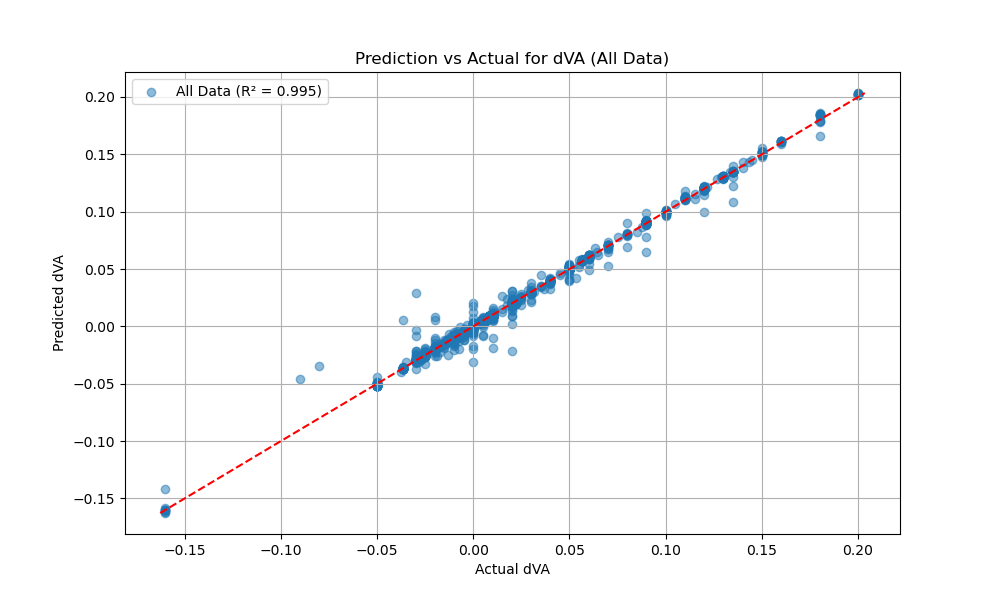 Prediction vs Actual for dVA (All Data)
All Data (R² = 0.995)
0.20
0.15
0.10
0.05
0.00
−0.05
−0.10
−0.15
Predicted dVA
−0.15 −0.10 −0.05 0.00 0.05 0.10 0.15 0.20
Actual dVA